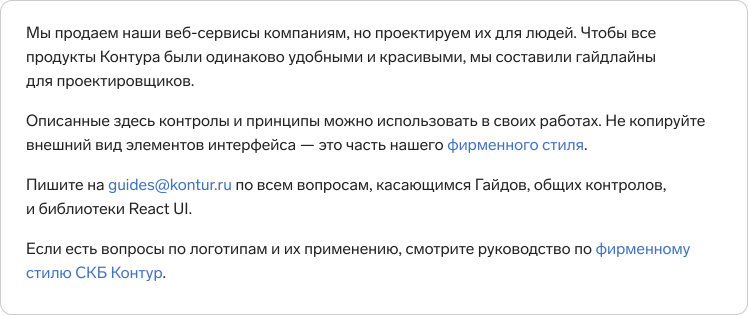 Мы продаем наши веб-сервисы компаниям, но проектируем их для людей. Чтобы все
продукты Контура были одинаково удобными и красивыми, мы составили гайдлайны
для проектировщиков.
Описанные здесь контролы и принципы можно использовать в своих работах. Не копируйте
внешний вид элементов интерфейса — это часть нашего фирменного стиля.
Пишите на guides@kontur.ru по всем вопросам, касающимся Гайдов, общих контролов,
и библиотеки React UI.
Если есть вопросы по логотипам и их применению, смотрите руководство по фирменному
стилю СКБ Контур.